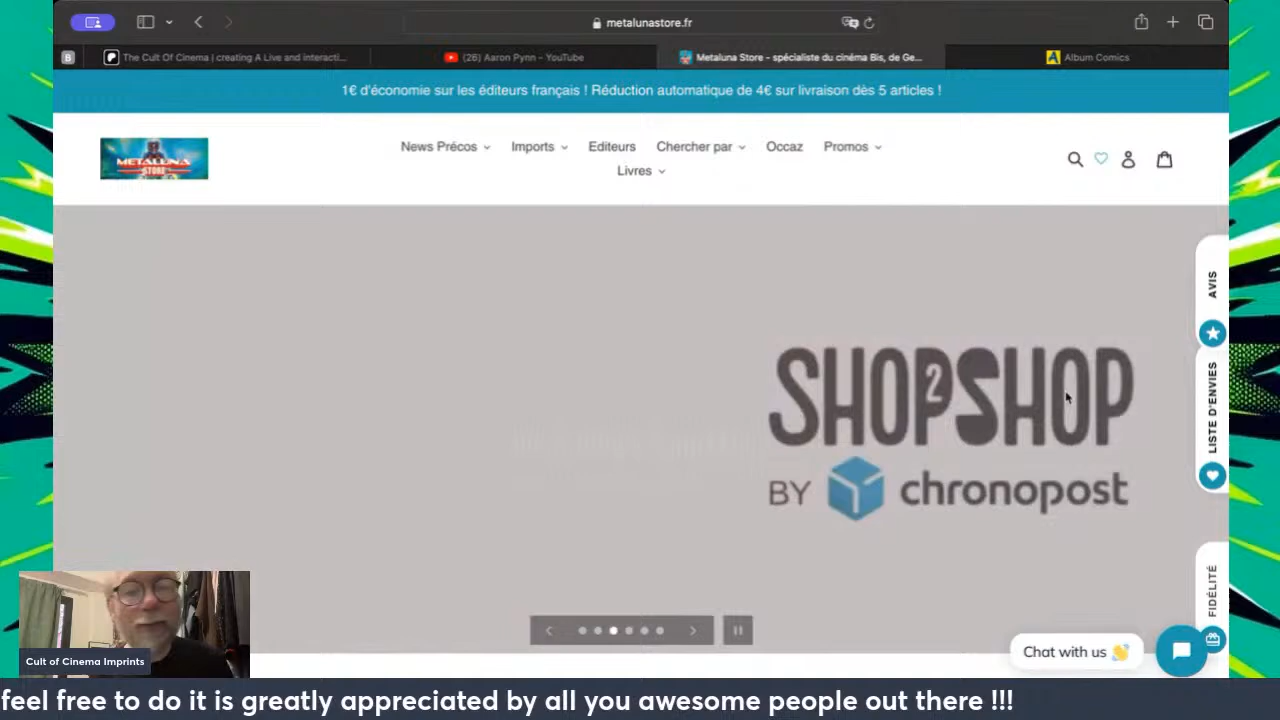 metalunastore.fr
B
The Cult Of Cinema | creating A Live and interacti...
(26) Aaron Pynn - YouTube
Metaluna Store - spécialiste du cinéma Bis, de Ge...
A
Album Comics
1€ d'économie sur les éditeurs français ! Réduction automatique de 4€ sur livraison dès 5 articles !
METALUNA
STORE
News Précos
Imports
Editeurs
Chercher par
Occaz
Promos
Livres
AVIS
SHOP2SHOP
LISTE D'ENVIES
BY chronopost
FIDÉLITÉ
Chat with us 👋
Cult of Cinema Imprints
feel free to do it is greatly appreciated by all you awesome people out there !!!